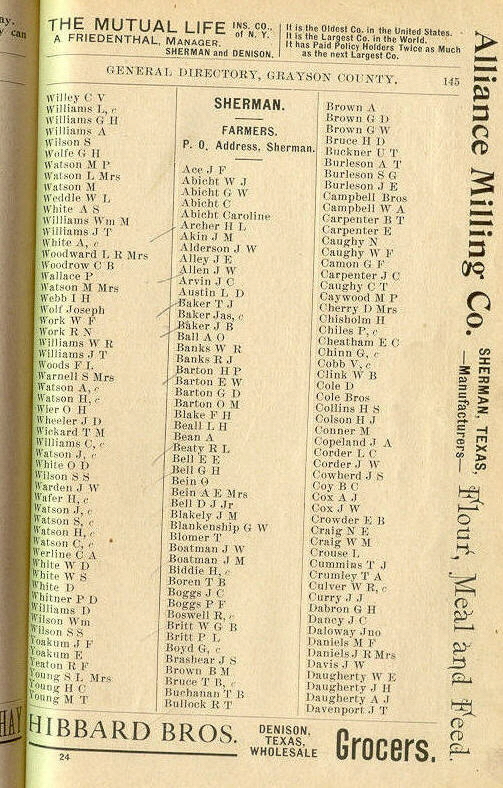 THE MUTUAL LIFE INS. CO., of N. Y.
A FRIEDENTHAL, MANAGER. SHERMAN and DENISON.
It is the Oldest Co. in the United States.
It is the Largest Co. in the World.
It has Paid Policy Holders Twice as Much
as the next Largest Co.
GENERAL DIRECTORY, GRAYSON COUNTY. 145
Willey C V
Williams L, c
Williams G H
Williams A
Wilson S
Wolfe G H
Watson M P
Watson L Mrs
Watson M
Weddle W L
White A S
Williams Wm M
Williams J T
White A, c
Woodward L R Mrs
Woodrow C B
Wallace P
Watson M Mrs
Webb I H
Wolf Joseph
Work W F
Work R N
Williams W R
Williams J T
Woods F L
Warnell S Mrs
Watson A, c
Watson H, c
Wier O H
Wheeler J D
Wickard T M
Williams C, c
Watson J, c
White O D
Wilson S S
Warden J W
Wafer H, c
Watson J, c
Watson S, c
Watson H, c
Watson C, c
Werline C A
White W D
White W S
White D
Whitner P D
Williams D
Wilson Wm
Wilson S S
Yoakum J F
Yoakum E
Yeaton R F
Young S L Mrs
Young H C
Young M T
SHERMAN.
FARMERS.
P. O. Address, Sherman.
Ace J F
Abicht W J
Abicht G W
Abicht C
Abicht Caroline
Archer H L
Akin J M
Alderson J W
Alley J E
Allen J W
Arvin J C
Austin L D
Baker T J
Baker Jas, c
Baker J B
Ball A O
Banks W R
Banks R J
Barton H P
Barton E W
Barton G D
Barton O M
Blake F H
Beall L H
Bean A
Beaty R L
Bell E E
Bell G H
Bein O
Bein A E Mrs
Bell D J Jr
Blakely J M
Blankenship G W
Blomer T
Boatman J W
Boatman J M
Biddie H, c
Boren T B
Boggs J C
Boggs P F
Boswell R, c
Britt W G B
Britt P L
Boyd G, c
Brashear J S
Brown B M
Bruce T B, c
Buchanan T B
Bullock R T
Brown A
Brown G D
Brown G W
Bruce H D
Buckner U T
Burleson A T
Burleson S G
Burleson J E
Campbell Bros
Campbell W A
Carpenter B T
Carpenter E
Caughy N
Caughy W F
Camon G F
Carpenter J C
Caughy C T
Caywood M P
Cherry D Mrs
Chisholm H
Chiles P, c
Cheatham E C
Chinn G, c
Cobb V, c
Clink W B
Cole D
Cole Bros
Collins H S
Colson H J
Conner M
Copeland J A
Corder L C
Corder J W
Cowherd J S
Coy B C
Cox A J
Cox J W
Crowder E B
Craig N E
Craig W M
Crouse L
Cummins T J
Crumley T A
Culver W R, c
Curry J J
Dabron G H
Dancy J C
Daloway Jno
Daniels M F
Daniels J R Mrs
Davis J W
Daugherty W E
Daugherty J H
Daugherty A J
Davenport J T
Alliance Milling Co. SHERMAN, TEXAS,
—Manufacturers— Flour, Meal and Feed.
HIBBARD BROS. DENISON, TEXAS, WHOLESALE Grocers.
24